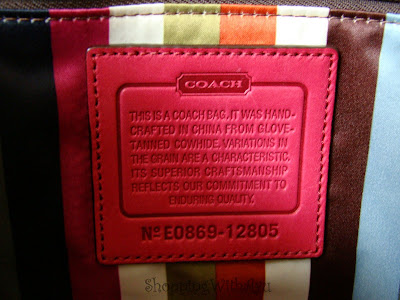 COACH
THIS IS A COACH BAG. IT WAS HAND-
CRAFTED IN CHINA FROM GLOVE-
TANNED COWHIDE. VARIATIONS IN
THE GRAIN ARE A CHARACTERISTIC.
ITS SUPERIOR CRAFTSMANSHIP
REFLECTS OUR COMMITMENT TO
ENDURING QUALITY.
Nº E0869-12805